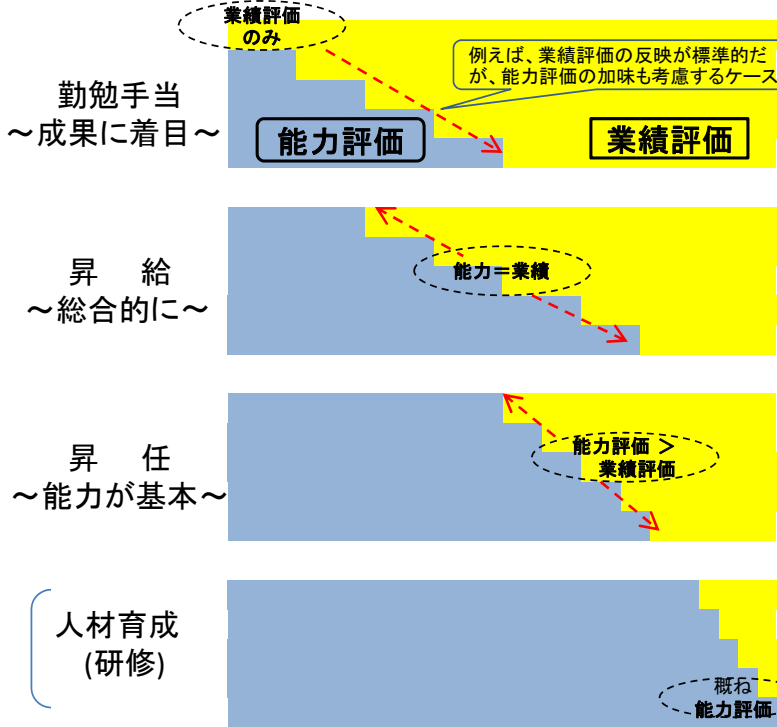 業績評価
のみ
例えば、業績評価の反映が標準的だ
が、能力評価の加味も考慮するケース
勤勉手当
～成果に着目～
能力評価
業績評価
昇　給
～総合的に～
能力＝業績
昇　任
～能力が基本～
能力評価 ＞
業績評価
人材育成
(研修)
概ね
能力評価